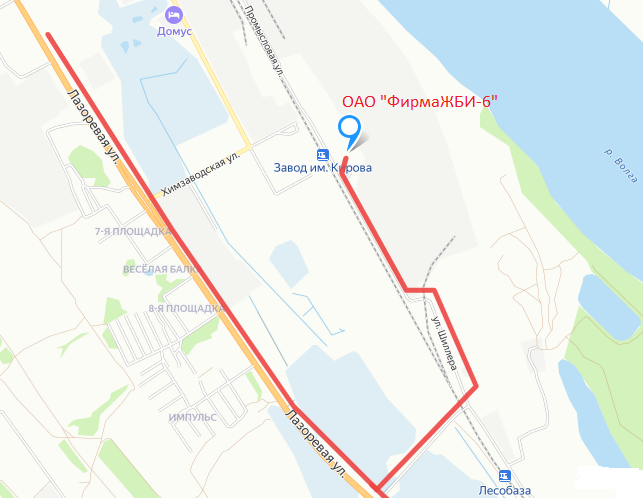 Домус
Промысловая ул.
Лазоревая ул.
ОАО "ФирмаЖБИ-6"
р. Волга
Химзаводская ул.
Завод им. Кирова
7-Я ПЛОЩАДКА
ВЕСЁЛАЯ БАЛКА
8-Я ПЛОЩАДКА
ул. Шиллера
ИМПУЛЬС
Лазоревая ул.
Лесобаза